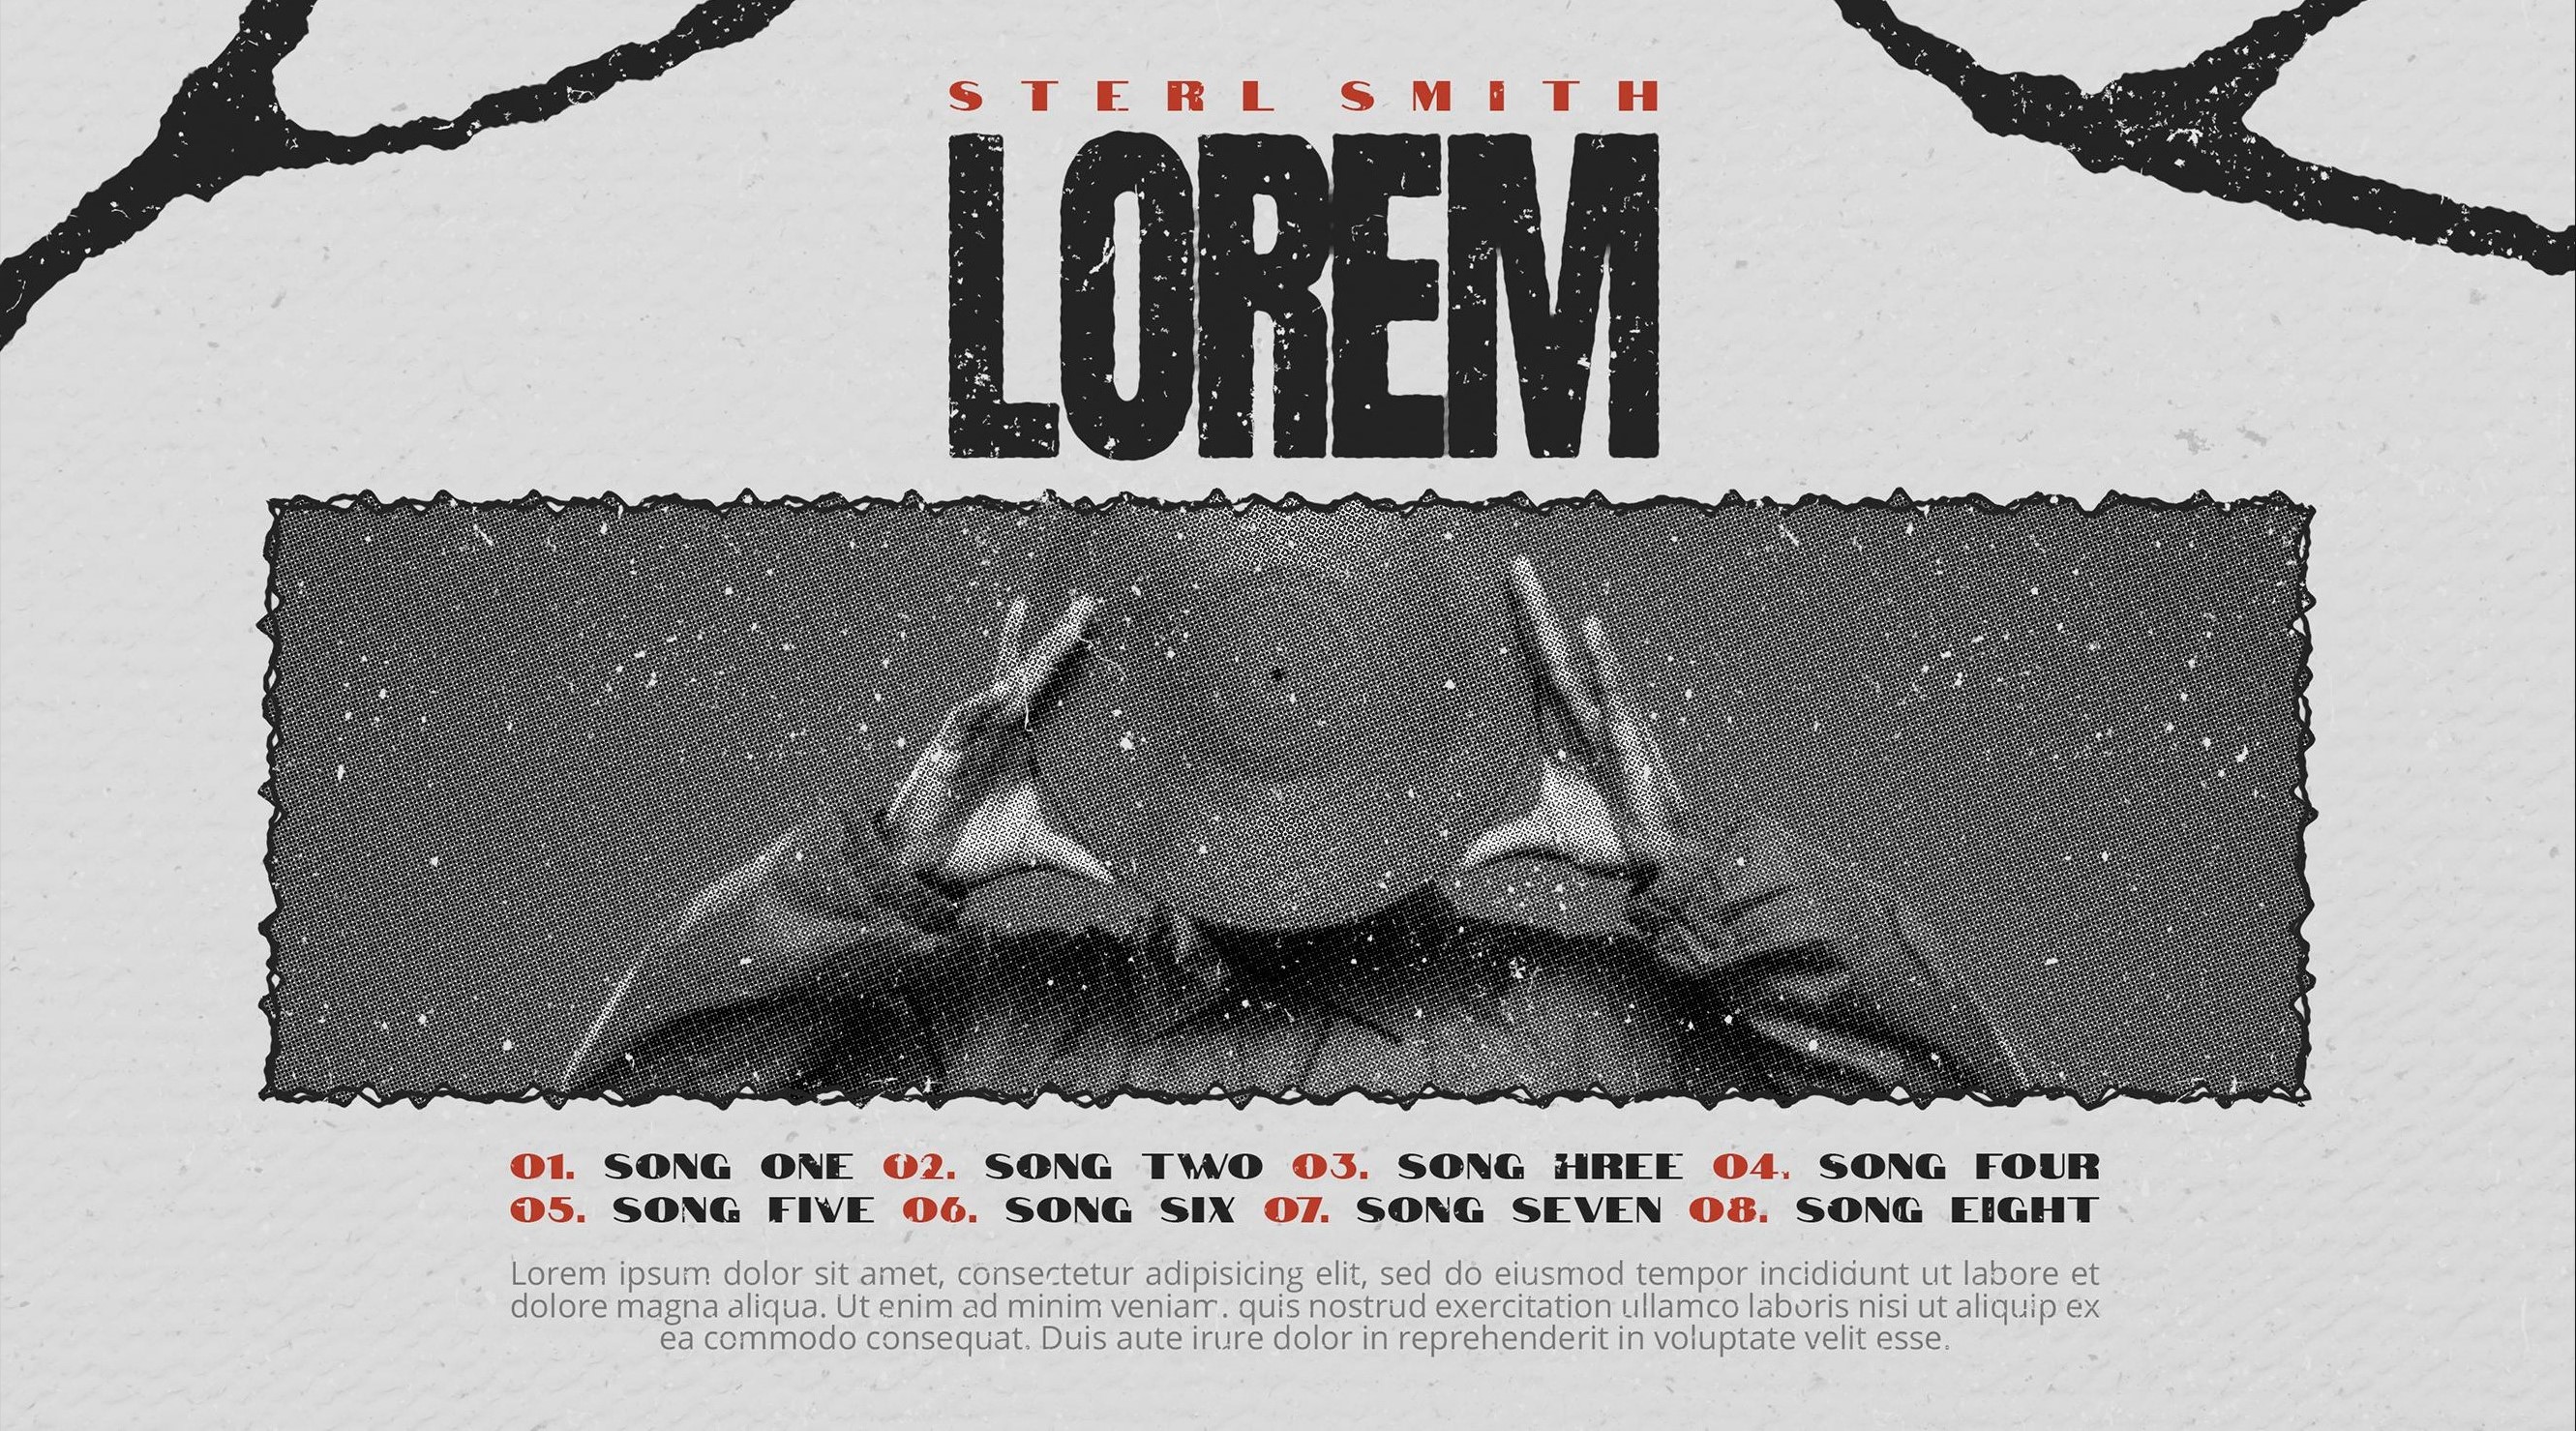 STERL SMITH
LOREM
01. SONG ONE 02. SONG TWO 03. SONG HREE 04. SONG FOUR
05. SONG FIVE 06. SONG SIX 07. SONG SEVEN 08. SONG EIGHT
Lorem ipsum dolor sit amet, consectetur adipisicing elit, sed do eiusmod tempor incididunt ut labore et
dolore magna aliqua. Ut enim ad minim veniam. quis nostrud exercitation ullamco laboris nisi ut aliquip ex
ea commodo consequat. Duis aute irure dolor in reprehenderit in voluptate velit esse.